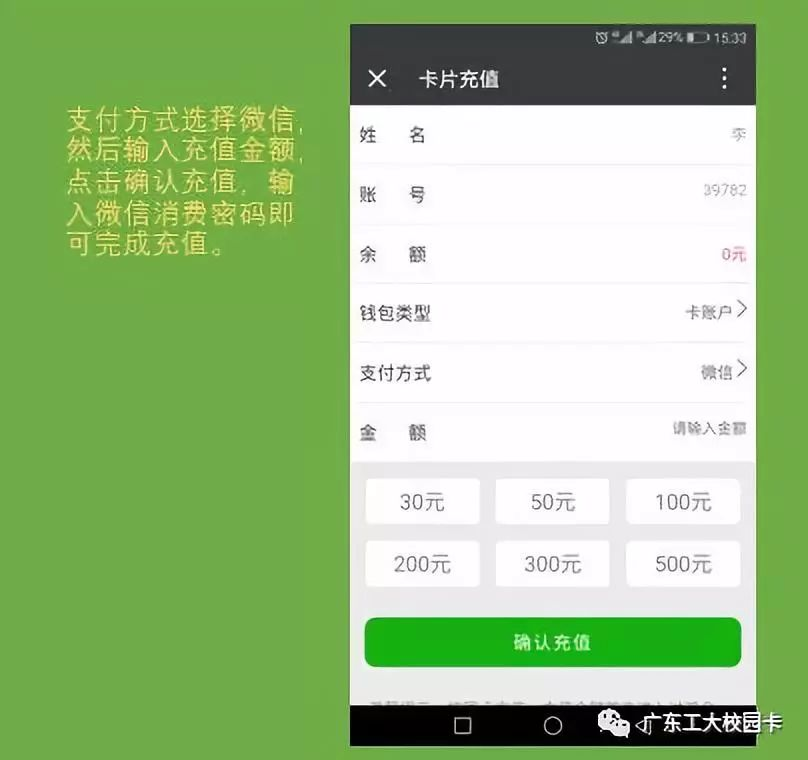 支付方式选择微信,
然后输入充值金额,
点击确认充值，输
入微信消费密码即
可完成充值。
29% 15:33
卡片充值
姓 名 李
账 号 39782
余 额 0元
钱包类型 卡账户
支付方式 微信
金 额 请输入金额
30元 50元 100元
200元 300元 500元
确认充值
广东工大校园卡